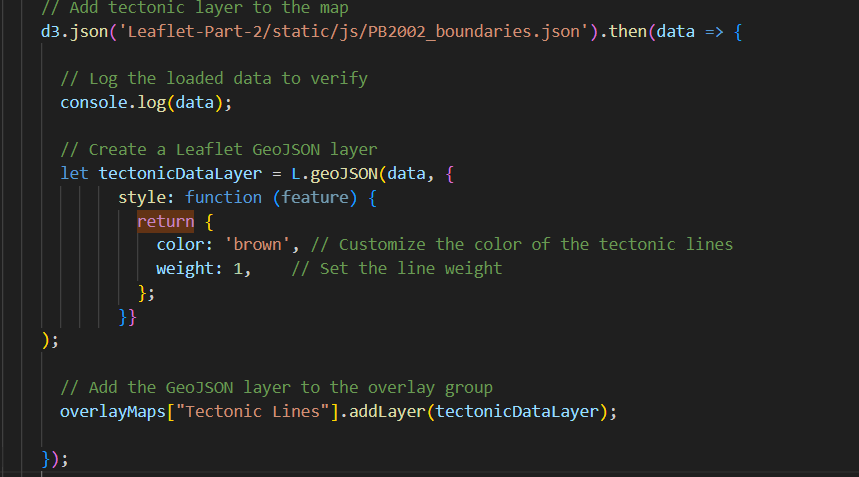 // Add tectonic layer to the map
d3.json('Leaflet-Part-2/static/js/PB2002_boundaries.json').then(data => {
// Log the loaded data to verify
console.log(data);
// Create a Leaflet GeoJSON layer
let tectonicDataLayer = L.geoJSON(data, {
style: function (feature) {
return {
color: 'brown', // Customize the color of the tectonic lines
weight: 1,    // Set the line weight
};
}}
);
// Add the GeoJSON layer to the overlay group
overlayMaps["Tectonic Lines"].addLayer(tectonicDataLayer);
});